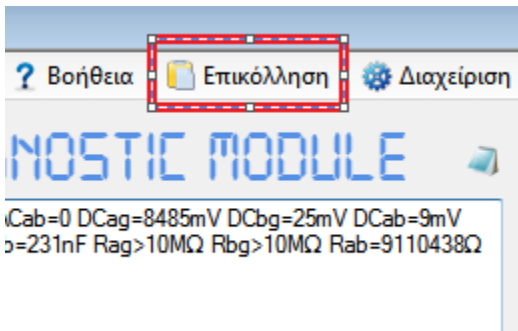 ? Βοήθεια Επικόλληση Διαχείριση
NOSTIC MODULE
ACab=0 DCag=8485mV DCbg=25mV DCab=9mV
=231nF Rag>10MΩ Rbg>10MΩ Rab=9110438Ω